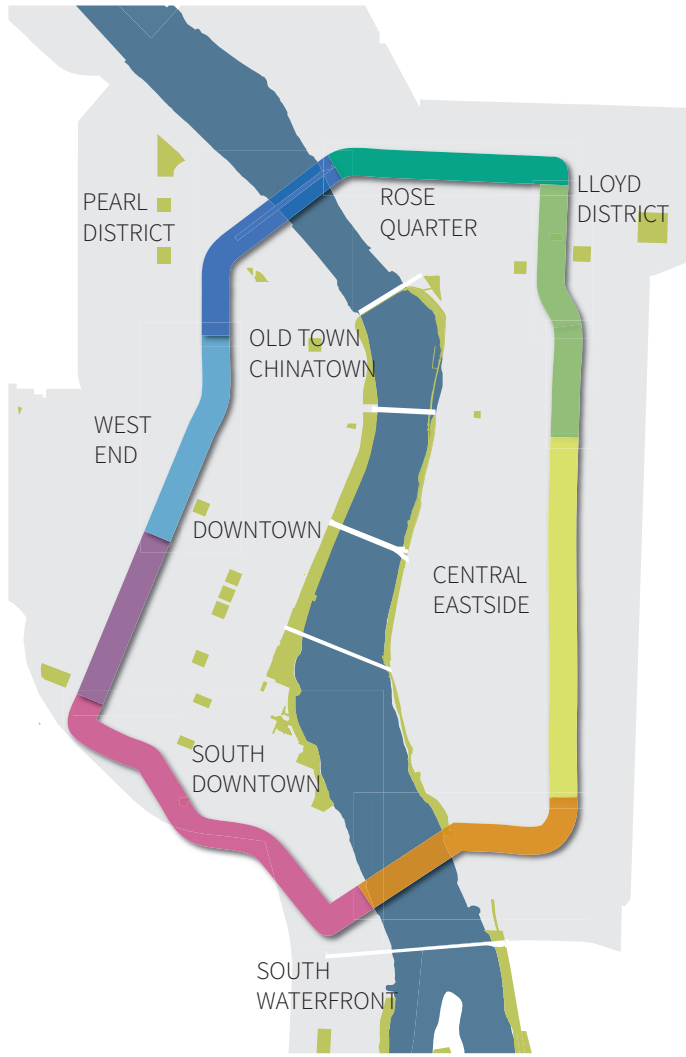 PEARL
DISTRICT
ROSE
QUARTER
LLOYD
DISTRICT
OLD TOWN
CHINATOWN
WEST
END
DOWNTOWN
CENTRAL
EASTSIDE
SOUTH
DOWNTOWN
SOUTH
WATERFRONT